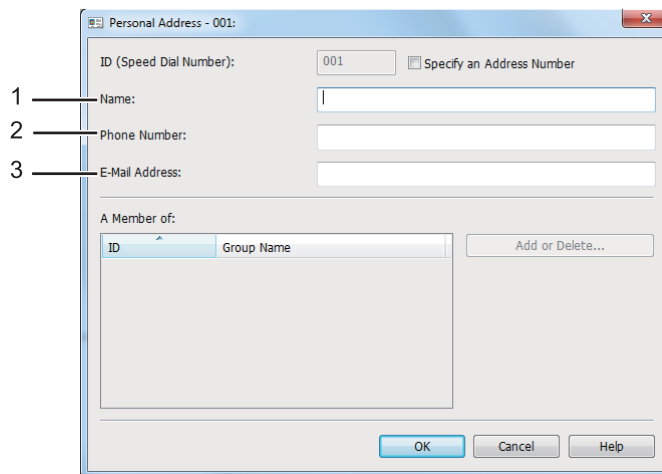 Personal Address - 001:
ID (Speed Dial Number): 001 Specify an Address Number
1 Name:
2 Phone Number:
3 E-Mail Address:
A Member of:
ID Group Name Add or Delete...
OK Cancel Help